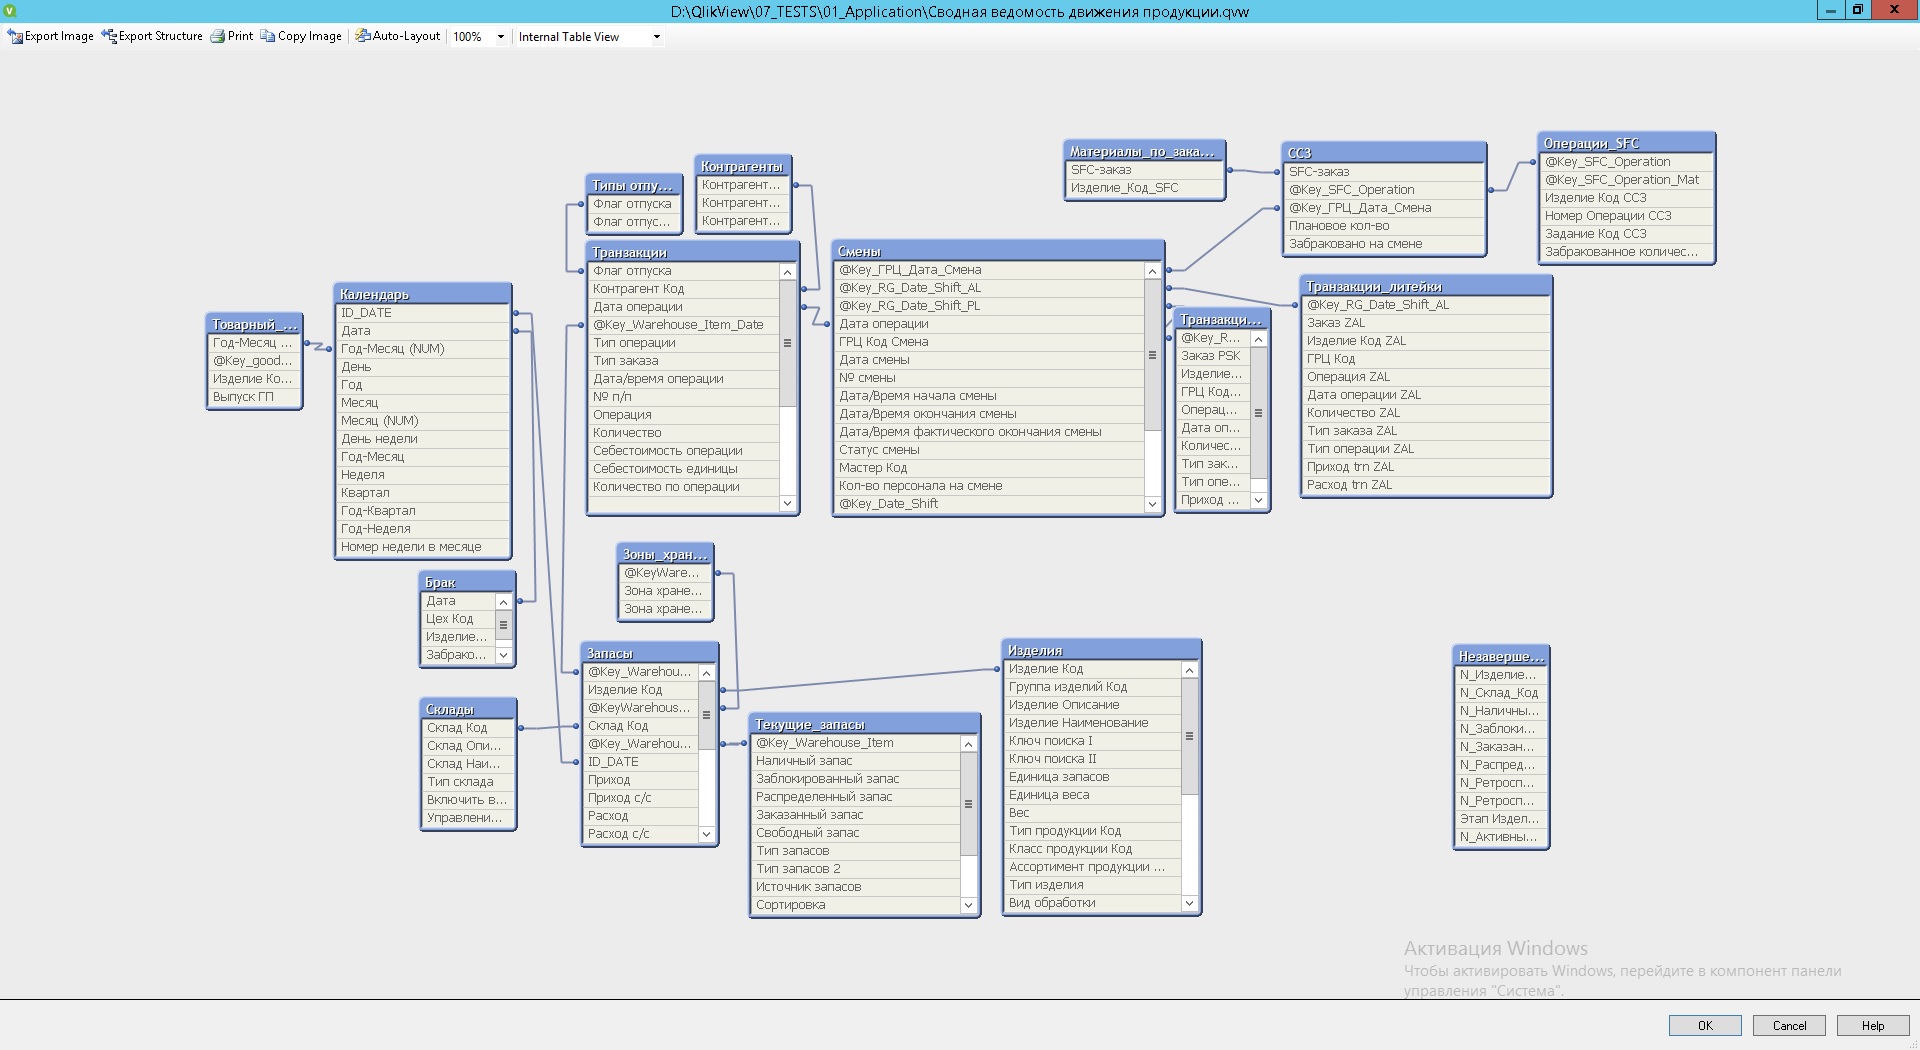 D:\QlikView\07_TESTS\01_Application\Сводная ведомость движения продукции.qvw
Export Image Export Structure Print Copy Image Auto-Layout 100% Internal Table View
Товарный_...
Год-Месяц ...
@Key_good...
Изделие Ко...
Выпуск ГП
Календарь
ID_DATE
Дата
Год-Месяц (NUM)
День
Год
Месяц
Месяц (NUM)
День недели
Год-Месяц
Неделя
Квартал
Год-Квартал
Год-Неделя
Номер недели в месяце
Типы отпу...
Флаг отпуска
Флаг отпус...
Контрагенты
Контрагент...
Контрагент...
Контрагент...
Транзакции
Флаг отпуска
Контрагент Код
Дата операции
@Key_Warehouse_Item_Date
Тип операции
Тип заказа
Дата/время операции
№ п/п
Операция
Количество
Себестоимость операции
Себестоимость единицы
Количество по операции
Смены
@Key_ГРЦ_Дата_Смена
@Key_RG_Date_Shift_AL
@Key_RG_Date_Shift_PL
Дата операции
ГРЦ Код Смена
Дата смены
№ смены
Дата/Время начала смены
Дата/Время окончания смены
Дата/Время фактического окончания смены
Статус смены
Мастер Код
Кол-во персонала на смене
@Key_Date_Shift
Материалы_по_зака...
SFC-заказ
Изделие_Код_SFC
ССЗ
SFC-заказ
@Key_SFC_Operation
@Key_ГРЦ_Дата_Смена
Плановое кол-во
Забраковано на смене
Операции_SFC
@Key_SFC_Operation
@Key_SFC_Operation_Mat
Изделие Код ССЗ
Номер Операции ССЗ
Задание Код ССЗ
Забракованное количес...
Транзакци...
@Key_R...
Заказ PSK
Изделие...
ГРЦ Код...
Операц...
Дата оп...
Количес...
Тип зак...
Тип опе...
Приход ...
Транзакции_литейки
@Key_RG_Date_Shift_AL
Заказ ZAL
Изделие Код ZAL
ГРЦ Код
Операция ZAL
Дата операции ZAL
Количество ZAL
Тип заказа ZAL
Тип операции ZAL
Приход trn ZAL
Расход trn ZAL
Брак
Дата
Цех Код
Изделие...
Забрако...
Зоны_хран...
@KeyWare...
Зона хране...
Зона хране...
Склады
Склад Код
Склад Опи...
Склад Наи...
Тип склада
Включить в...
Управлени...
Запасы
@Key_Warehou...
Изделие Код
@KeyWarehous...
Склад Код
@Key_Warehou...
ID_DATE
Приход
Приход с/с
Расход
Расход с/с
Текущие_запасы
@Key_Warehouse_Item
Наличный запас
Заблокированный запас
Распределенный запас
Заказанный запас
Свободный запас
Тип запасов
Тип запасов 2
Источник запасов
Сортировка
Изделия
Изделие Код
Группа изделий Код
Изделие Описание
Изделие Наименование
Ключ поиска I
Ключ поиска II
Единица запасов
Единица веса
Вес
Тип продукции Код
Класс продукции Код
Ассортимент продукции ...
Тип изделия
Вид обработки
Незаверше...
N_Изделие...
N_Склад_Код
N_Наличны...
N_Заблоки...
N_Заказан...
N_Распред...
N_Ретросп...
N_Ретросп...
Этап Издел...
N_Активны...
Активация Windows
Чтобы активировать Windows, перейдите в компонент панели
управления "Система".
OK Cancel Help